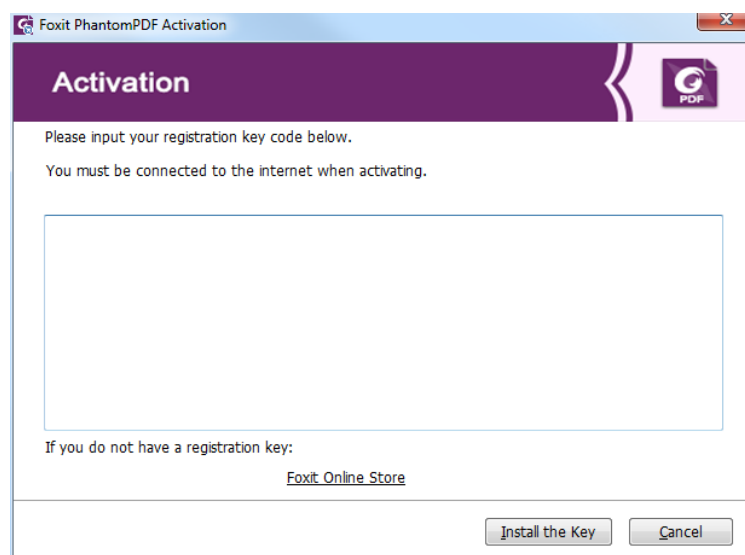 Foxit PhantomPDF Activation
Activation
PDF
Please input your registration key code below.
You must be connected to the internet when activating.
If you do not have a registration key:
Foxit Online Store
Install the Key Cancel